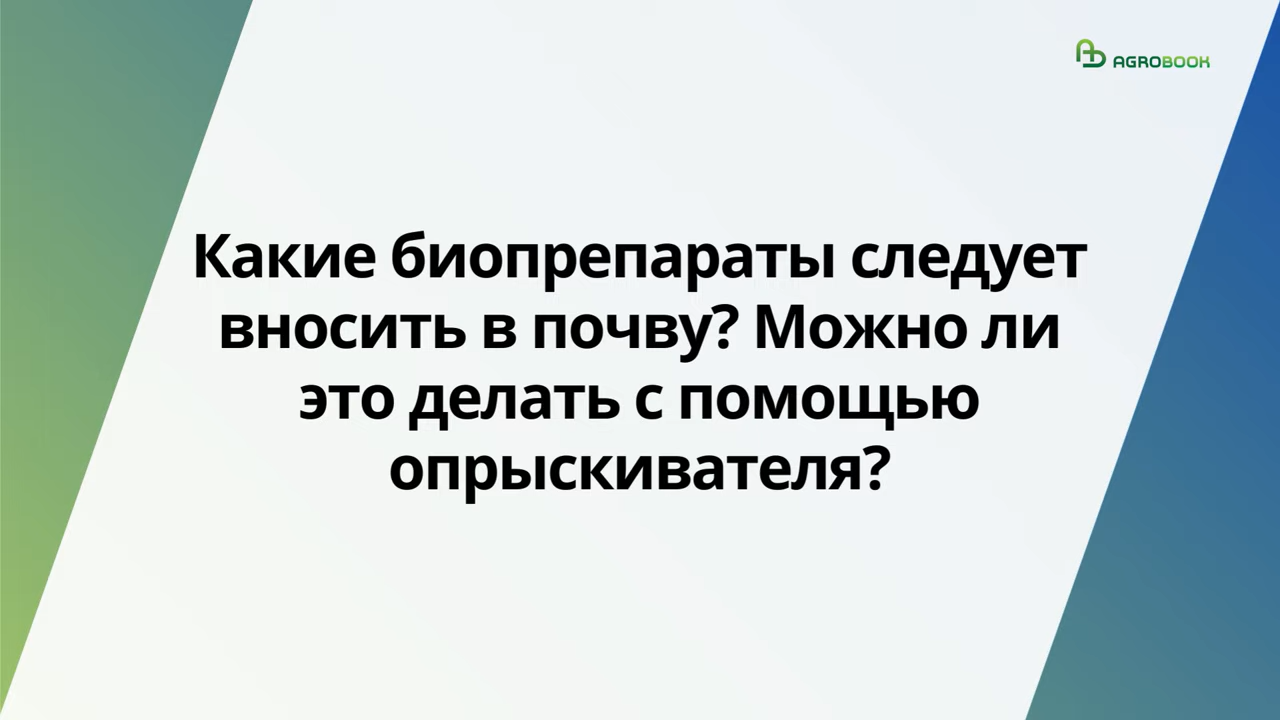 AGROBOOK
Какие биопрепараты следует
вносить в почву? Можно ли
это делать с помощью
опрыскивателя?